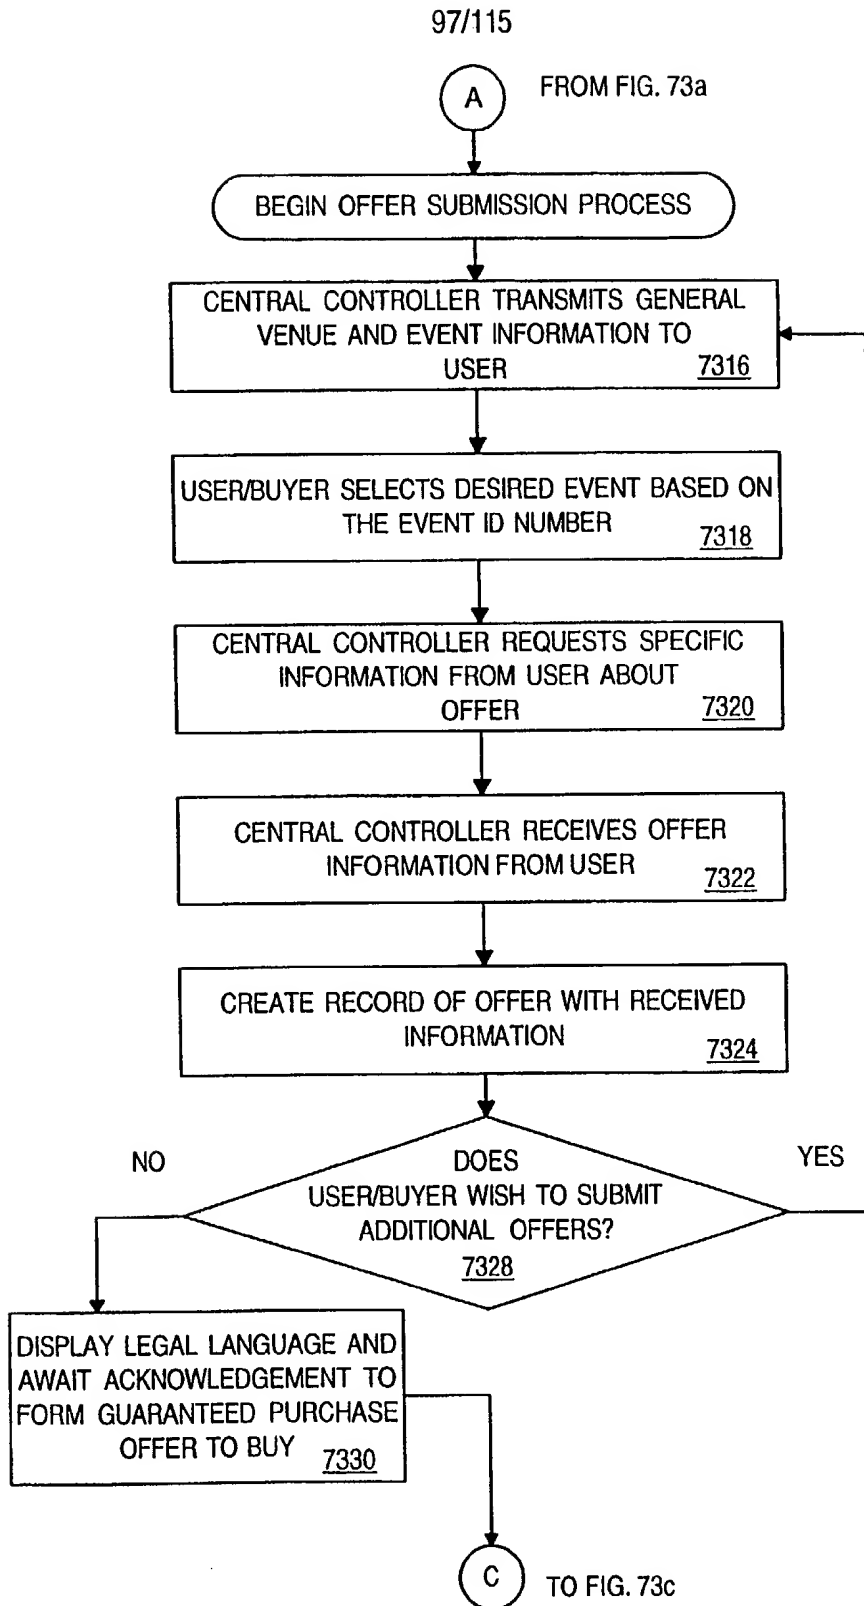 97/115
A FROM FIG. 73a
BEGIN OFFER SUBMISSION PROCESS
CENTRAL CONTROLLER TRANSMITS GENERAL
VENUE AND EVENT INFORMATION TO
USER 7316
USER/BUYER SELECTS DESIRED EVENT BASED ON
THE EVENT ID NUMBER 7318
CENTRAL CONTROLLER REQUESTS SPECIFIC
INFORMATION FROM USER ABOUT
OFFER 7320
CENTRAL CONTROLLER RECEIVES OFFER
INFORMATION FROM USER 7322
CREATE RECORD OF OFFER WITH RECEIVED
INFORMATION 7324
NO
DOES
USER/BUYER WISH TO SUBMIT
ADDITIONAL OFFERS?
7328
YES
DISPLAY LEGAL LANGUAGE AND
AWAIT ACKNOWLEDGEMENT TO
FORM GUARANTEED PURCHASE
OFFER TO BUY 7330
C TO FIG. 73c